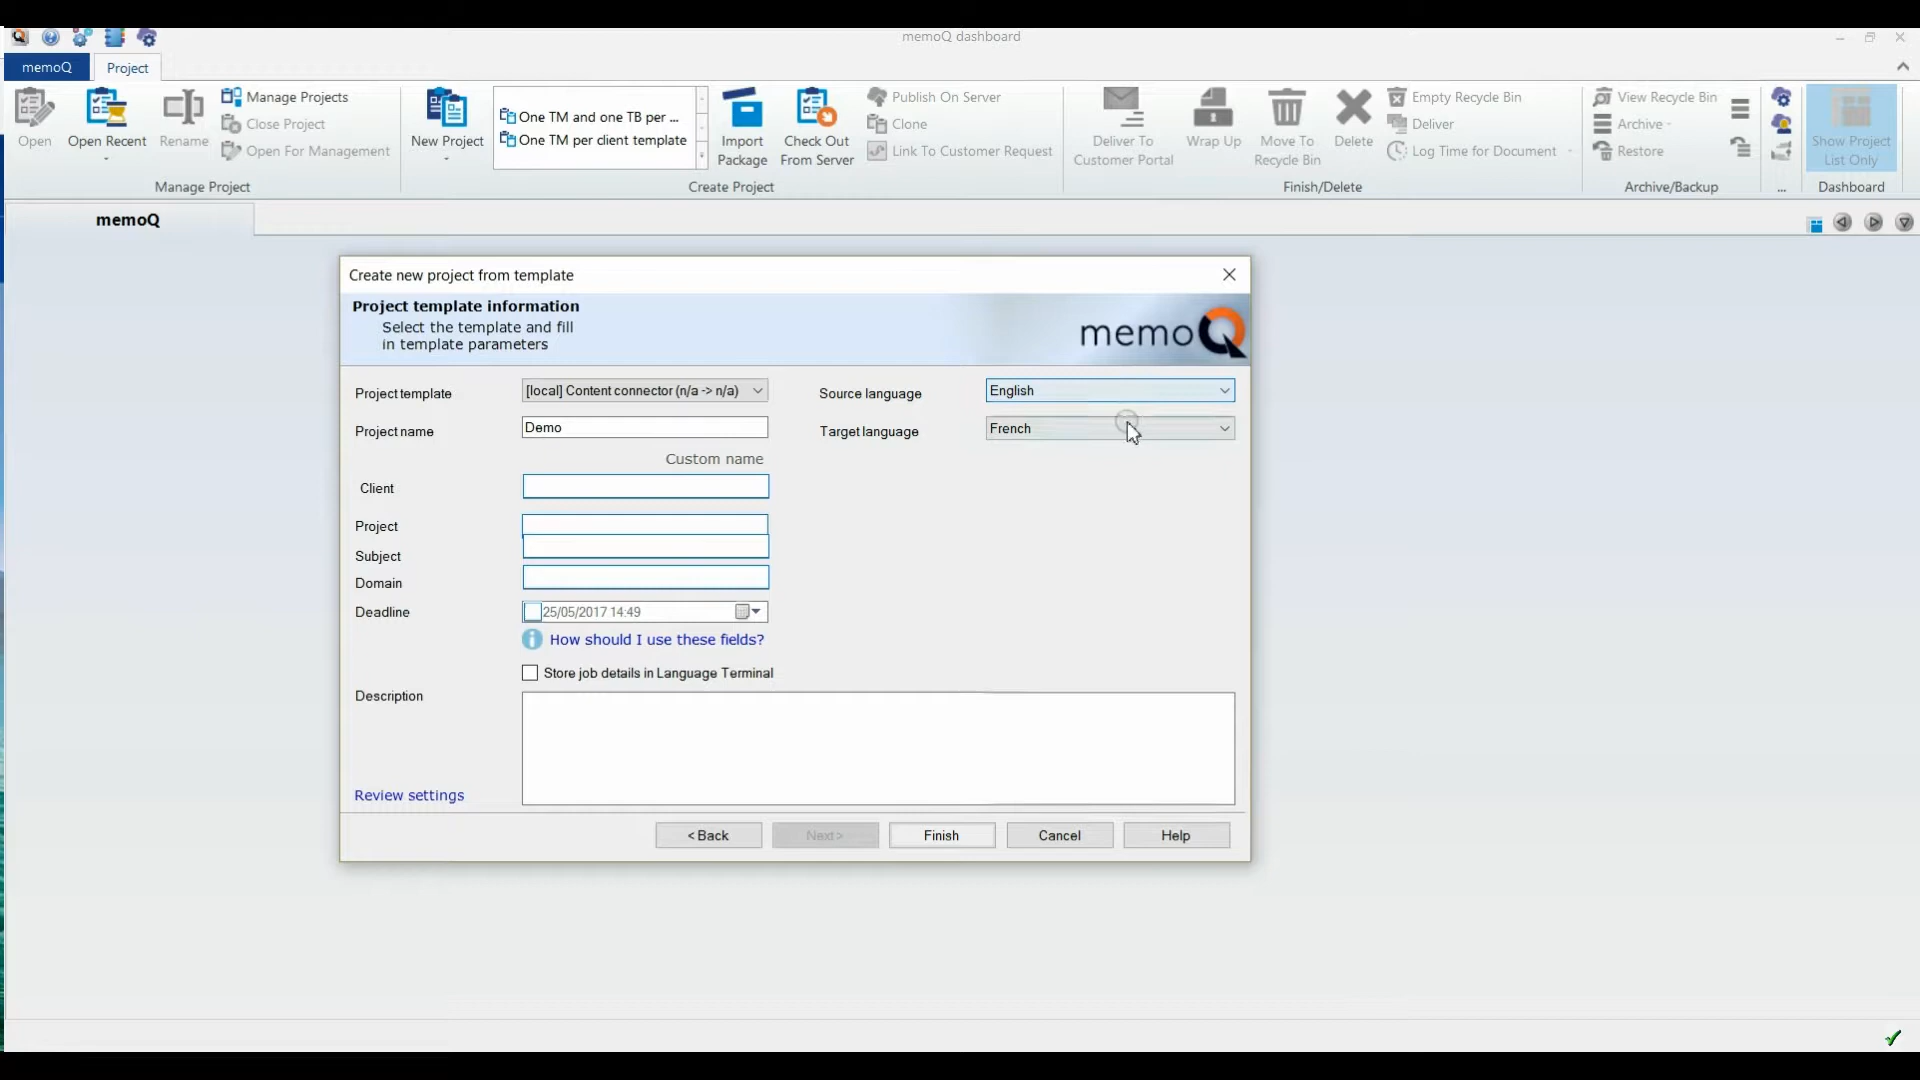 memoQ dashboard
memoQ
Project
Open
Open Recent
Rename
Manage Projects
Close Project
Open For Management
Manage Project
New Project
One TM and one TB per ...
One TM per client template
Import
Package
Check Out
From Server
Publish On Server
Clone
Link To Customer Request
Create Project
Deliver To
Customer Portal
Wrap Up
Move To
Recycle Bin
Delete
Empty Recycle Bin
Deliver
Log Time for Document
Finish/Delete
View Recycle Bin
Archive
Restore
Archive/Backup
...
Show Project
List Only
Dashboard
memoQ
Create new project from template
Project template information
Select the template and fill
in template parameters
memoQ
Project template
[local] Content connector (n/a -> n/a)
Source language
English
Project name
Demo
Target language
French
Custom name
Client
Project
Subject
Domain
Deadline
25/05/2017 14:49
How should I use these fields?
Store job details in Language Terminal
Description
Review settings
< Back
Next >
Finish
Cancel
Help